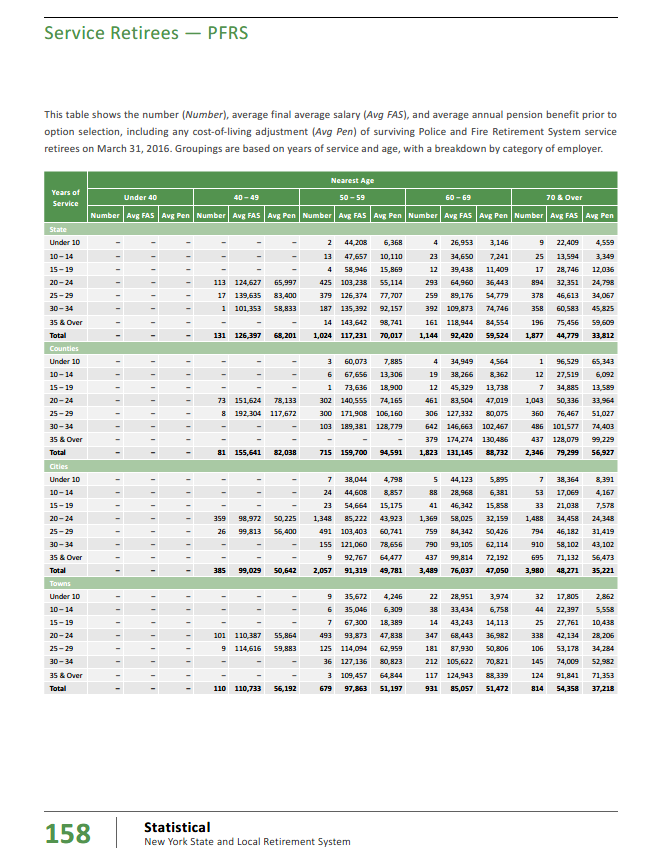 Service Retirees — PFRS
This table shows the number (Number), average final average salary (Avg FAS), and average annual pension benefit prior to
option selection, including any cost-of-living adjustment (Avg Pen) of surviving Police and Fire Retirement System service
retirees on March 31, 2016. Groupings are based on years of service and age, with a breakdown by category of employer.
Years of Service Nearest Age
Under 40 40 – 49 50 – 59 60 – 69 70 & Over
Number Avg FAS Avg Pen Number Avg FAS Avg Pen Number Avg FAS Avg Pen Number Avg FAS Avg Pen Number Avg FAS Avg Pen
State
Under 10 – – – – – – 2 44,208 6,368 4 26,953 3,146 9 22,409 4,559
10 – 14 – – – – – – 13 47,657 10,110 23 34,650 7,241 25 13,594 3,349
15 – 19 – – – – – – 4 58,946 15,869 12 39,438 11,409 17 28,746 12,036
20 – 24 – – – 113 124,627 65,997 425 103,238 55,114 293 64,960 36,443 894 32,351 24,798
25 – 29 – – – 17 139,635 83,400 379 126,374 77,707 259 89,176 54,779 378 46,613 34,067
30 – 34 – – – 1 101,353 58,833 187 135,392 92,157 392 109,873 74,746 358 60,583 45,825
35 & Over – – – – – – 14 143,642 98,741 161 118,944 84,554 196 75,456 59,609
Total – – – 131 126,397 68,201 1,024 117,231 70,017 1,144 92,420 59,524 1,877 44,779 33,812
Counties
Under 10 – – – – – – 3 60,073 7,885 4 34,949 4,564 1 96,529 65,343
10 – 14 – – – – – – 6 67,656 13,306 19 38,266 8,362 12 27,519 6,092
15 – 19 – – – – – – 1 73,636 18,900 12 45,329 13,738 7 34,885 13,589
20 – 24 – – – 73 151,624 78,133 302 140,555 74,165 461 83,504 47,019 1,043 50,336 33,964
25 – 29 – – – 8 192,304 117,672 300 171,908 106,160 306 127,332 80,075 360 76,467 51,027
30 – 34 – – – – – – 103 189,381 128,779 642 146,663 102,467 486 101,577 74,403
35 & Over – – – – – – – – – 379 174,274 130,486 437 128,079 99,229
Total – – – 81 155,641 82,038 715 159,700 94,591 1,823 131,145 88,732 2,346 79,299 56,927
Cities
Under 10 – – – – – – 7 38,044 4,798 5 44,123 5,895 7 38,364 8,391
10 – 14 – – – – – – 24 44,608 8,857 88 28,968 6,381 53 17,069 4,167
15 – 19 – – – – – – 23 54,664 15,175 41 46,342 15,858 33 21,038 7,578
20 – 24 – – – 359 98,972 50,225 1,348 85,222 43,923 1,369 58,025 32,159 1,488 34,458 24,348
25 – 29 – – – 26 99,813 56,400 491 103,403 60,741 759 84,342 50,426 794 46,182 31,419
30 – 34 – – – – – – 155 121,060 78,656 790 93,105 62,114 910 58,102 43,102
35 & Over – – – – – – 9 92,767 64,477 437 99,814 72,192 695 71,132 56,473
Total – – – 385 99,029 50,642 2,057 91,319 49,781 3,489 76,037 47,050 3,980 48,271 35,221
Towns
Under 10 – – – – – – 9 35,672 4,246 22 28,951 3,974 32 17,805 2,862
10 – 14 – – – – – – 6 35,046 6,309 38 33,434 6,758 44 22,397 5,558
15 – 19 – – – – – – 7 67,300 18,389 14 43,243 14,113 25 27,761 10,438
20 – 24 – – – 101 110,387 55,864 493 93,873 47,838 347 68,443 36,982 338 42,134 28,206
25 – 29 – – – 9 114,616 59,883 125 114,094 62,959 181 87,930 50,806 106 53,178 34,284
30 – 34 – – – – – – 36 127,136 80,823 212 105,622 70,821 145 74,009 52,982
35 & Over – – – – – – 3 109,457 64,844 117 124,943 88,339 124 91,841 71,353
Total – – – 110 110,733 56,192 679 97,863 51,197 931 85,057 51,472 814 54,358 37,218
158 Statistical
New York State and Local Retirement System